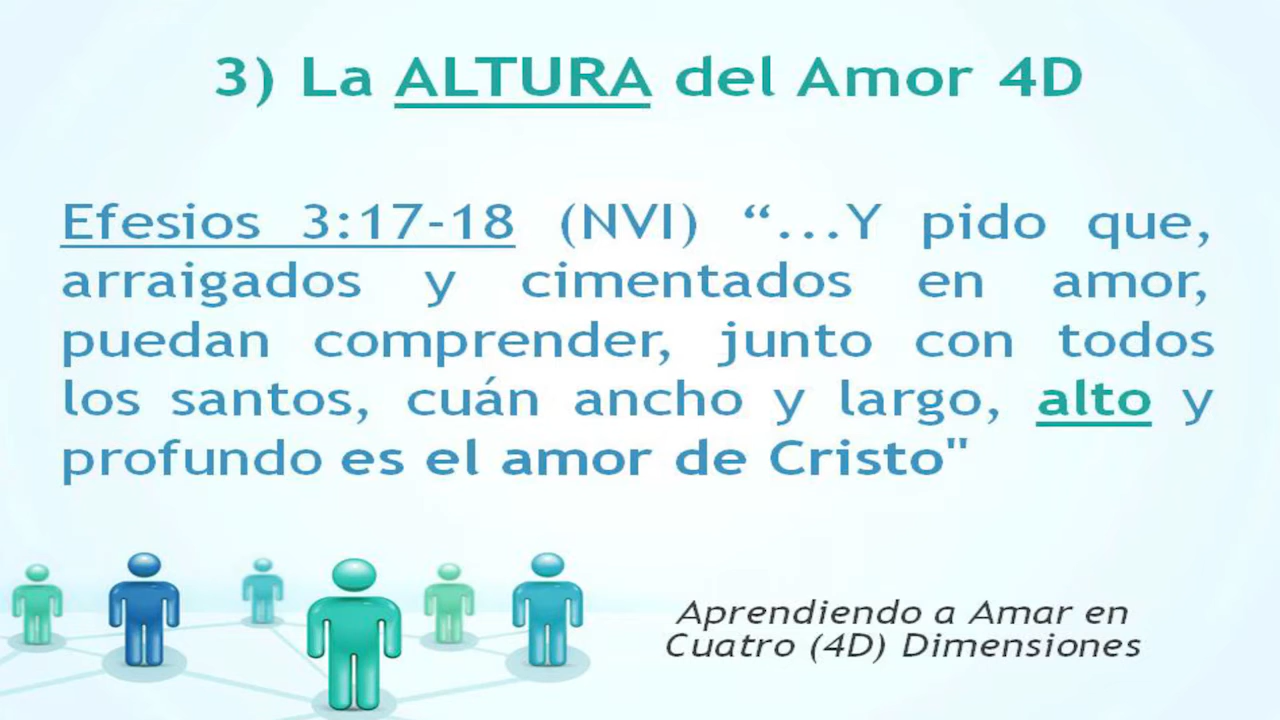 3) La ALTURA del Amor 4D
Efesios 3:17-18 (NVI) “...Y pido que,
arraigados y cimentados en amor,
puedan comprender, junto con todos
los santos, cuán ancho y largo, alto y
profundo es el amor de Cristo"
Aprendiendo a Amar en
Cuatro (4D) Dimensiones